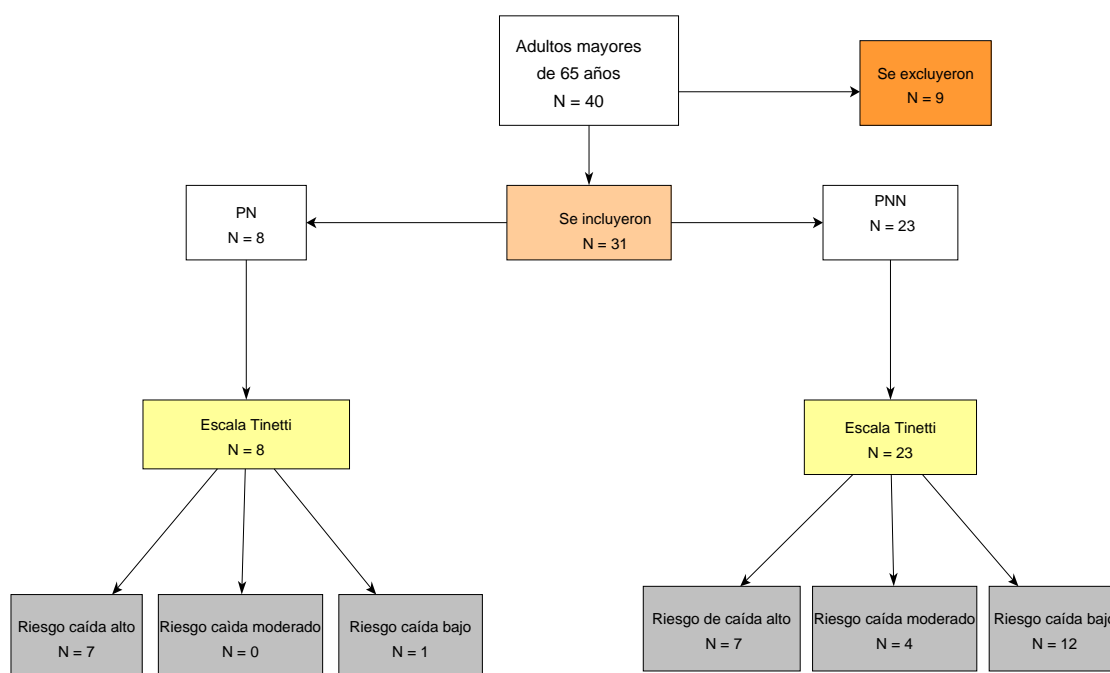 Adultos mayores
de 65 años
N = 40
Se excluyeron
N = 9
PN
N = 8
Se incluyeron
N = 31
PNN
N = 23
Escala Tinetti
N = 8
Escala Tinetti
N = 23
Riesgo caída alto
N = 7
Riesgo caìda moderado
N = 0
Riesgo caída bajo
N = 1
Riesgo de caída alto
N = 7
Riesgo caída moderado
N = 4
Riesgo caída bajo
N = 12